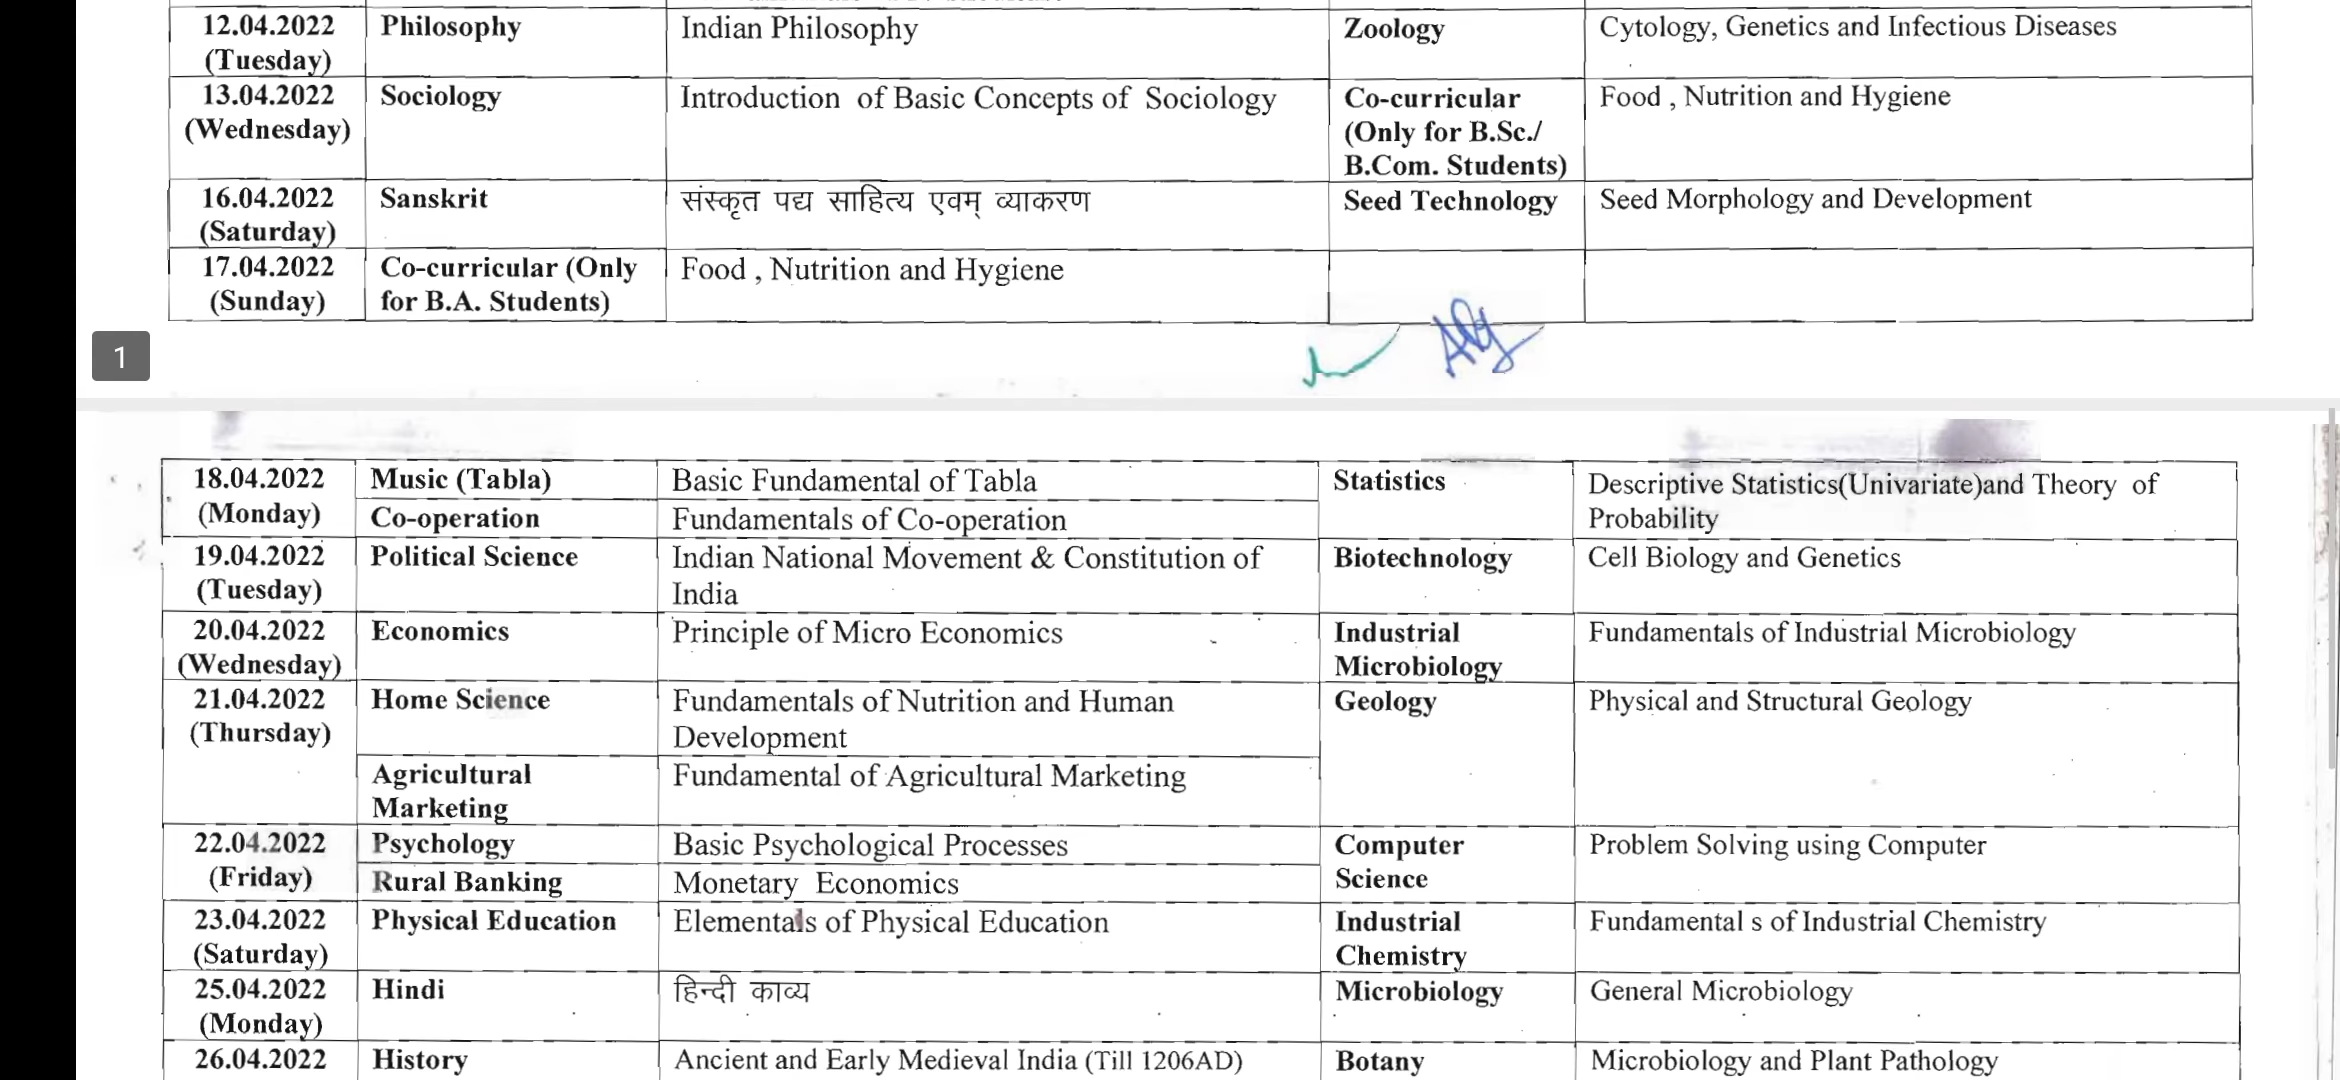 12.04.2022 Philosophy Indian Philosophy Zoology Cytology, Genetics and Infectious Diseases
(Tuesday)
13.04.2022 Sociology Introduction of Basic Concepts of Sociology Co-curricular Food , Nutrition and Hygiene
(Wednesday) (Only for B.Sc./
B.Com. Students)
16.04.2022 Sanskrit संस्कृत पद्य साहित्य एवम् व्याकरण Seed Technology Seed Morphology and Development
(Saturday)
17.04.2022 Co-curricular (Only Food , Nutrition and Hygiene
(Sunday) for B.A. Students)
1
18.04.2022 Music (Tabla) Basic Fundamental of Tabla Statistics Descriptive Statistics(Univariate)and Theory of
(Monday) Co-operation Fundamentals of Co-operation Probability
19.04.2022 Political Science Indian National Movement & Constitution of Biotechnology Cell Biology and Genetics
(Tuesday) India
20.04.2022 Economics Principle of Micro Economics Industrial Fundamentals of Industrial Microbiology
(Wednesday) Microbiology
21.04.2022 Home Science Fundamentals of Nutrition and Human Geology Physical and Structural Geology
(Thursday) Development
Agricultural Fundamental of Agricultural Marketing
Marketing
22.04.2022 Psychology Basic Psychological Processes Computer Problem Solving using Computer
(Friday) Rural Banking Monetary Economics Science
23.04.2022 Physical Education Elementals of Physical Education Industrial Fundamental s of Industrial Chemistry
(Saturday) Chemistry
25.04.2022 Hindi हिन्दी काव्य Microbiology General Microbiology
(Monday)
26.04.2022 History Ancient and Early Medieval India (Till 1206AD) Botany Microbiology and Plant Pathology